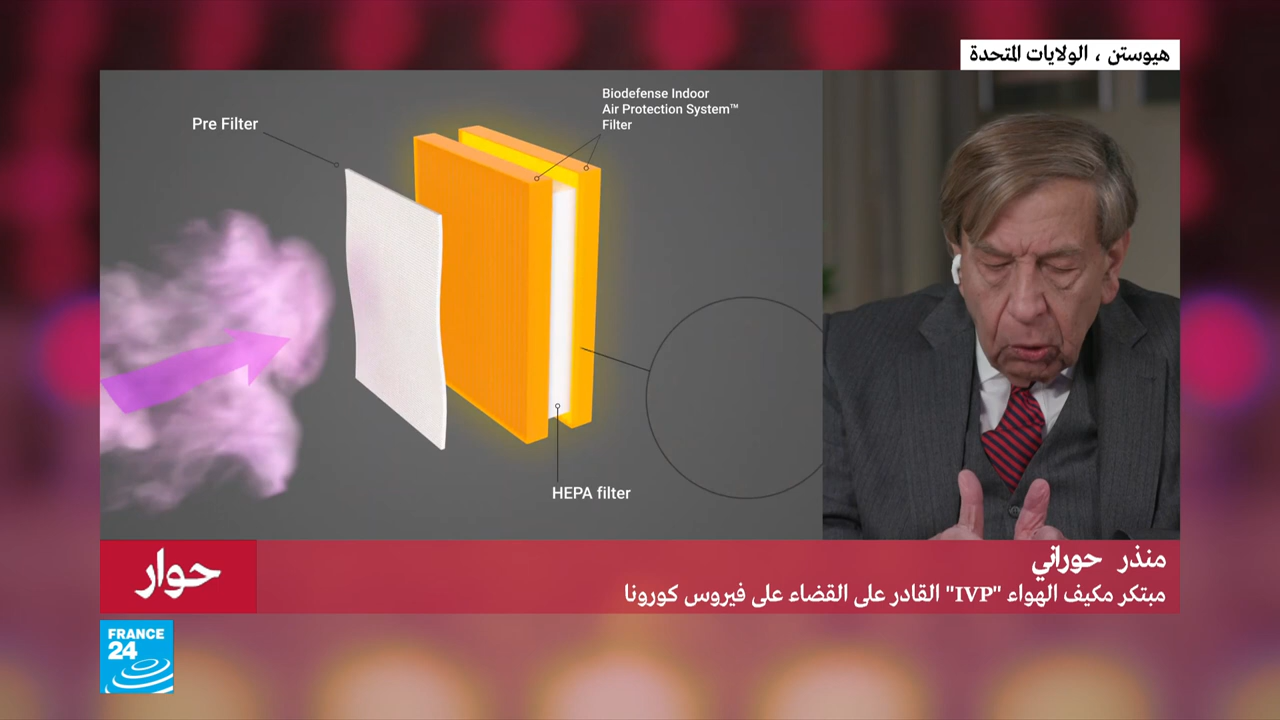 هيوستن ، الولايات المتحدة
Pre Filter
Biodefense Indoor
Air Protection System™
Filter
HEPA filter
منذر حوراني
مبتكر مكيف الهواء "IVP" القادر على القضاء على فيروس كورونا
حوار
FRANCE
24